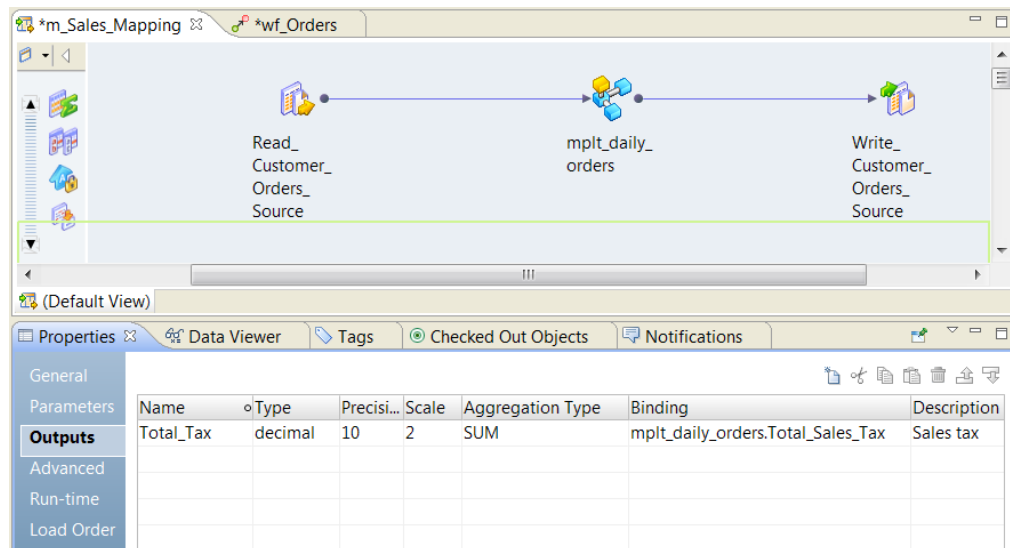 *m_Sales_Mapping *wf_Orders
Read_ mplt_daily_ Write_
Customer_ orders Customer_
Orders_ Orders_
Source Source
(Default View)
Properties Data Viewer Tags Checked Out Objects Notifications
General
Parameters
Outputs
Advanced
Run-time
Load Order
Name Type Precisi... Scale Aggregation Type Binding Description
Total_Tax decimal 10 2 SUM mplt_daily_orders.Total_Sales_Tax Sales tax